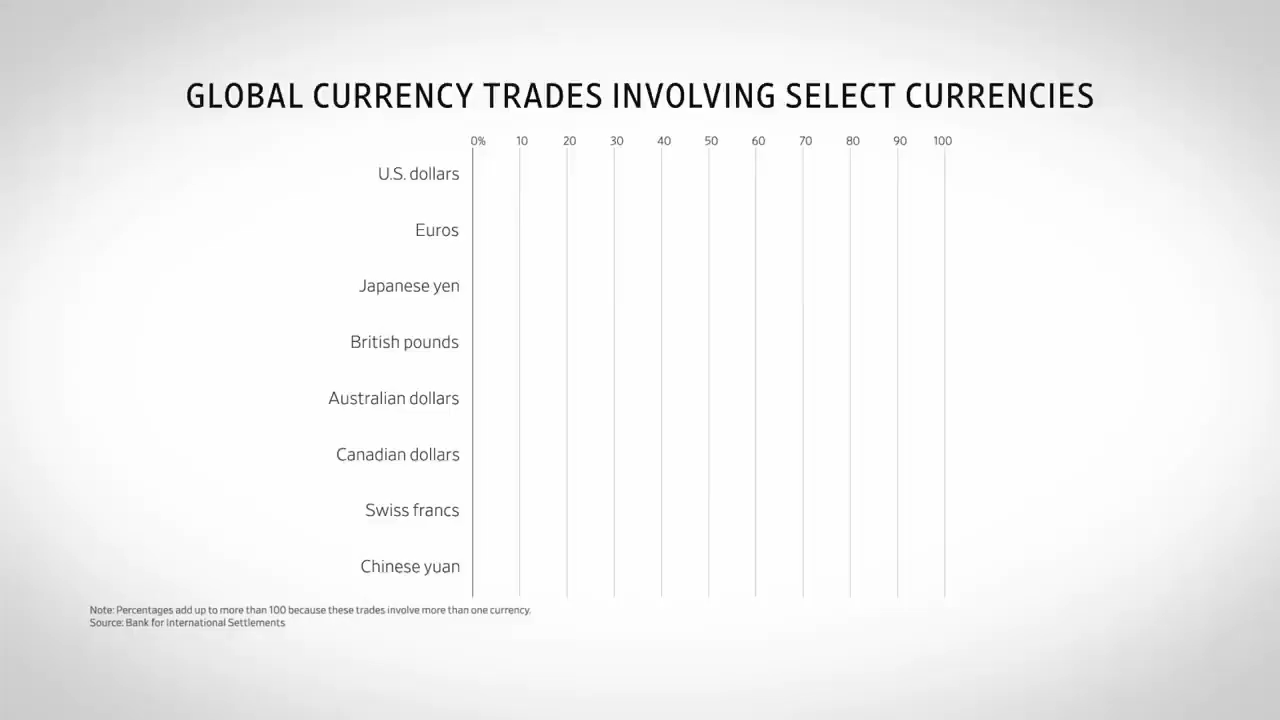 GLOBAL CURRENCY TRADES INVOLVING SELECT CURRENCIES
0% 10 20 30 40 50 60 70 80 90 100
U.S. dollars
Euros
Japanese yen
British pounds
Australian dollars
Canadian dollars
Swiss francs
Chinese yuan
Note: Percentages add up to more than 100 because these trades involve more than one currency.
Source: Bank for International Settlements